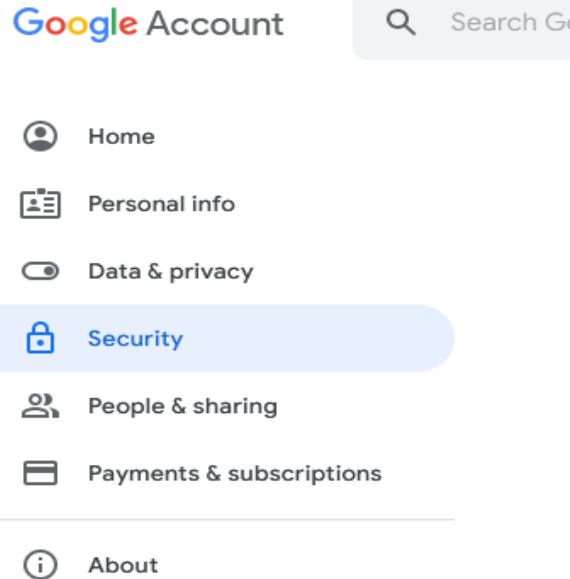 Google Account
Search Go
Home
Personal info
Data & privacy
Security
People & sharing
Payments & subscriptions
About